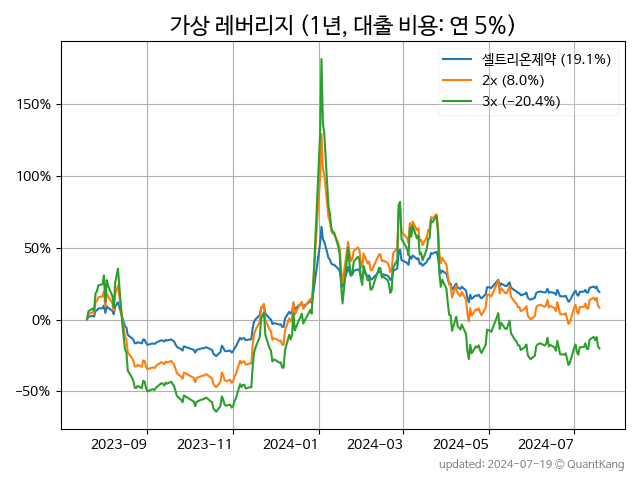 가상 레버리지 (1년, 대출 비용: 연 5%)
셀트리온제약 (19.1%)
2x (8.0%)
3x (−20.4%)
150%
100%
50%
0%
−50%
2023-09 2023-11 2024-01 2024-03 2024-05 2024-07
updated: 2024-07-19 © QuantKang